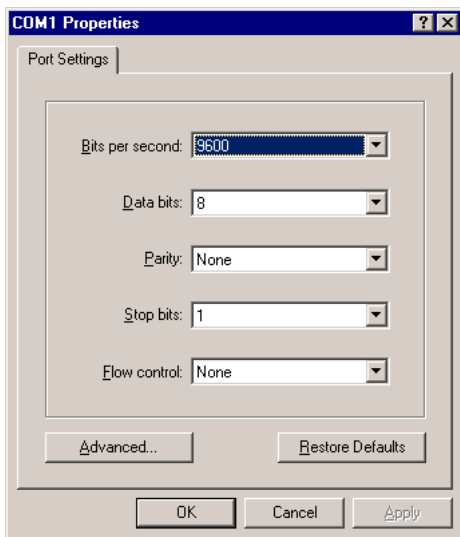 COM1 Properties
Port Settings
Bits per second: 9600
Data bits: 8
Parity: None
Stop bits: 1
Flow control: None
Advanced... Restore Defaults
OK Cancel Apply